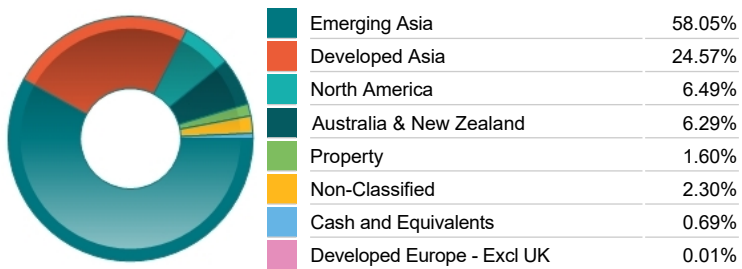 Emerging Asia 58.05%
Developed Asia 24.57%
North America 6.49%
Australia & New Zealand 6.29%
Property 1.60%
Non-Classified 2.30%
Cash and Equivalents 0.69%
Developed Europe - Excl UK 0.01%